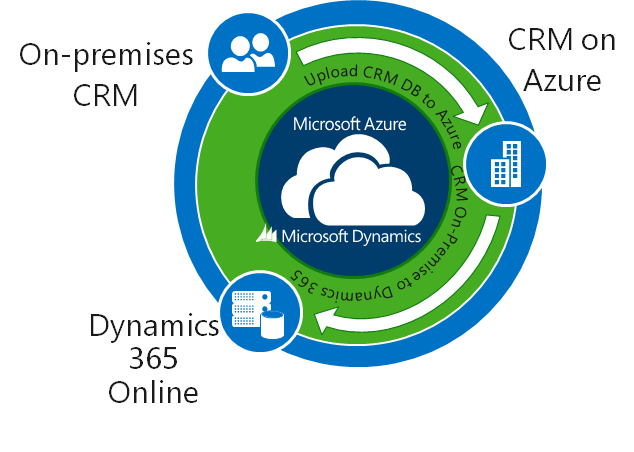 On-premises
CRM
CRM on
Azure
Upload CRM DB to Azure
Microsoft Azure
CRM On-Premise to Dynamics 365
Microsoft Dynamics
Dynamics
365
Online